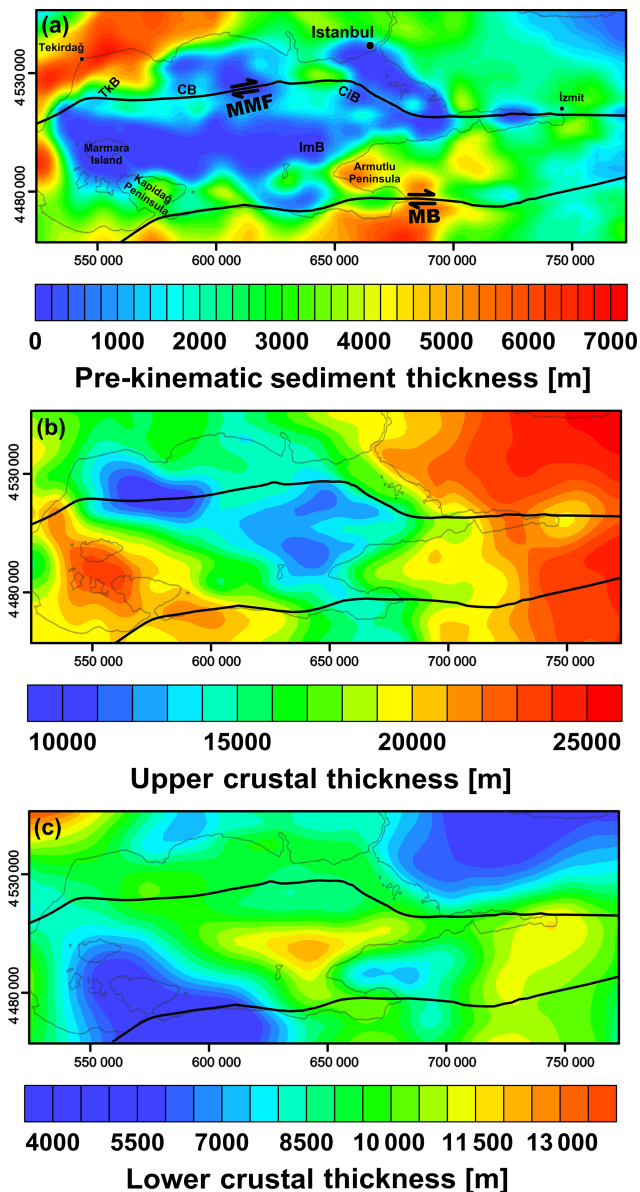 (a)
Istanbul
Tekirdağ
4 530 000
TkB
CB
MMF
CiB
İzmit
Marmara
Island
ImB
Armutlu
Peninsula
Kapıdağ
Peninsula
4 480 000
MB
550 000 600 000 650 000 700 000 750 000
0 1000 2000 3000 4000 5000 6000 7000
Pre-kinematic sediment thickness [m]
(b)
4 530 000
4 480 000
550 000 600 000 650 000 700 000 750 000
10000 15000 20000 25000
Upper crustal thickness [m]
(c)
4 530 000
4 480 000
550 000 600 000 650 000 700 000 750 000
4000 5500 7000 8500 10 000 11 500 13 000
Lower crustal thickness [m]